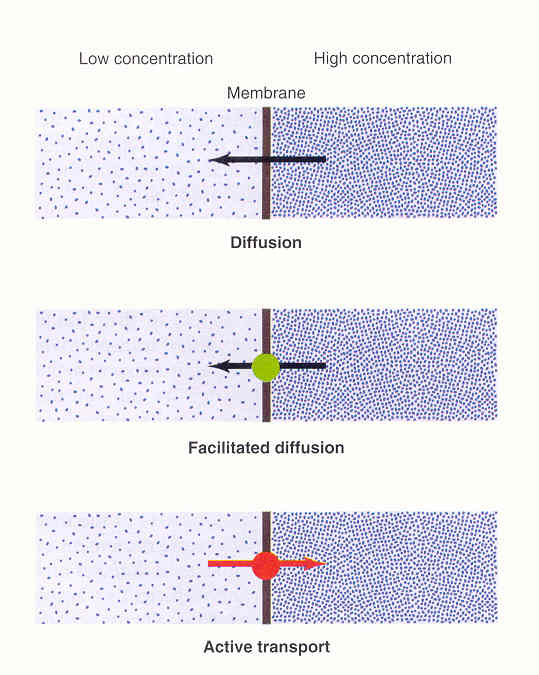 Low concentration
High concentration
Membrane
Diffusion
Facilitated diffusion
Active transport